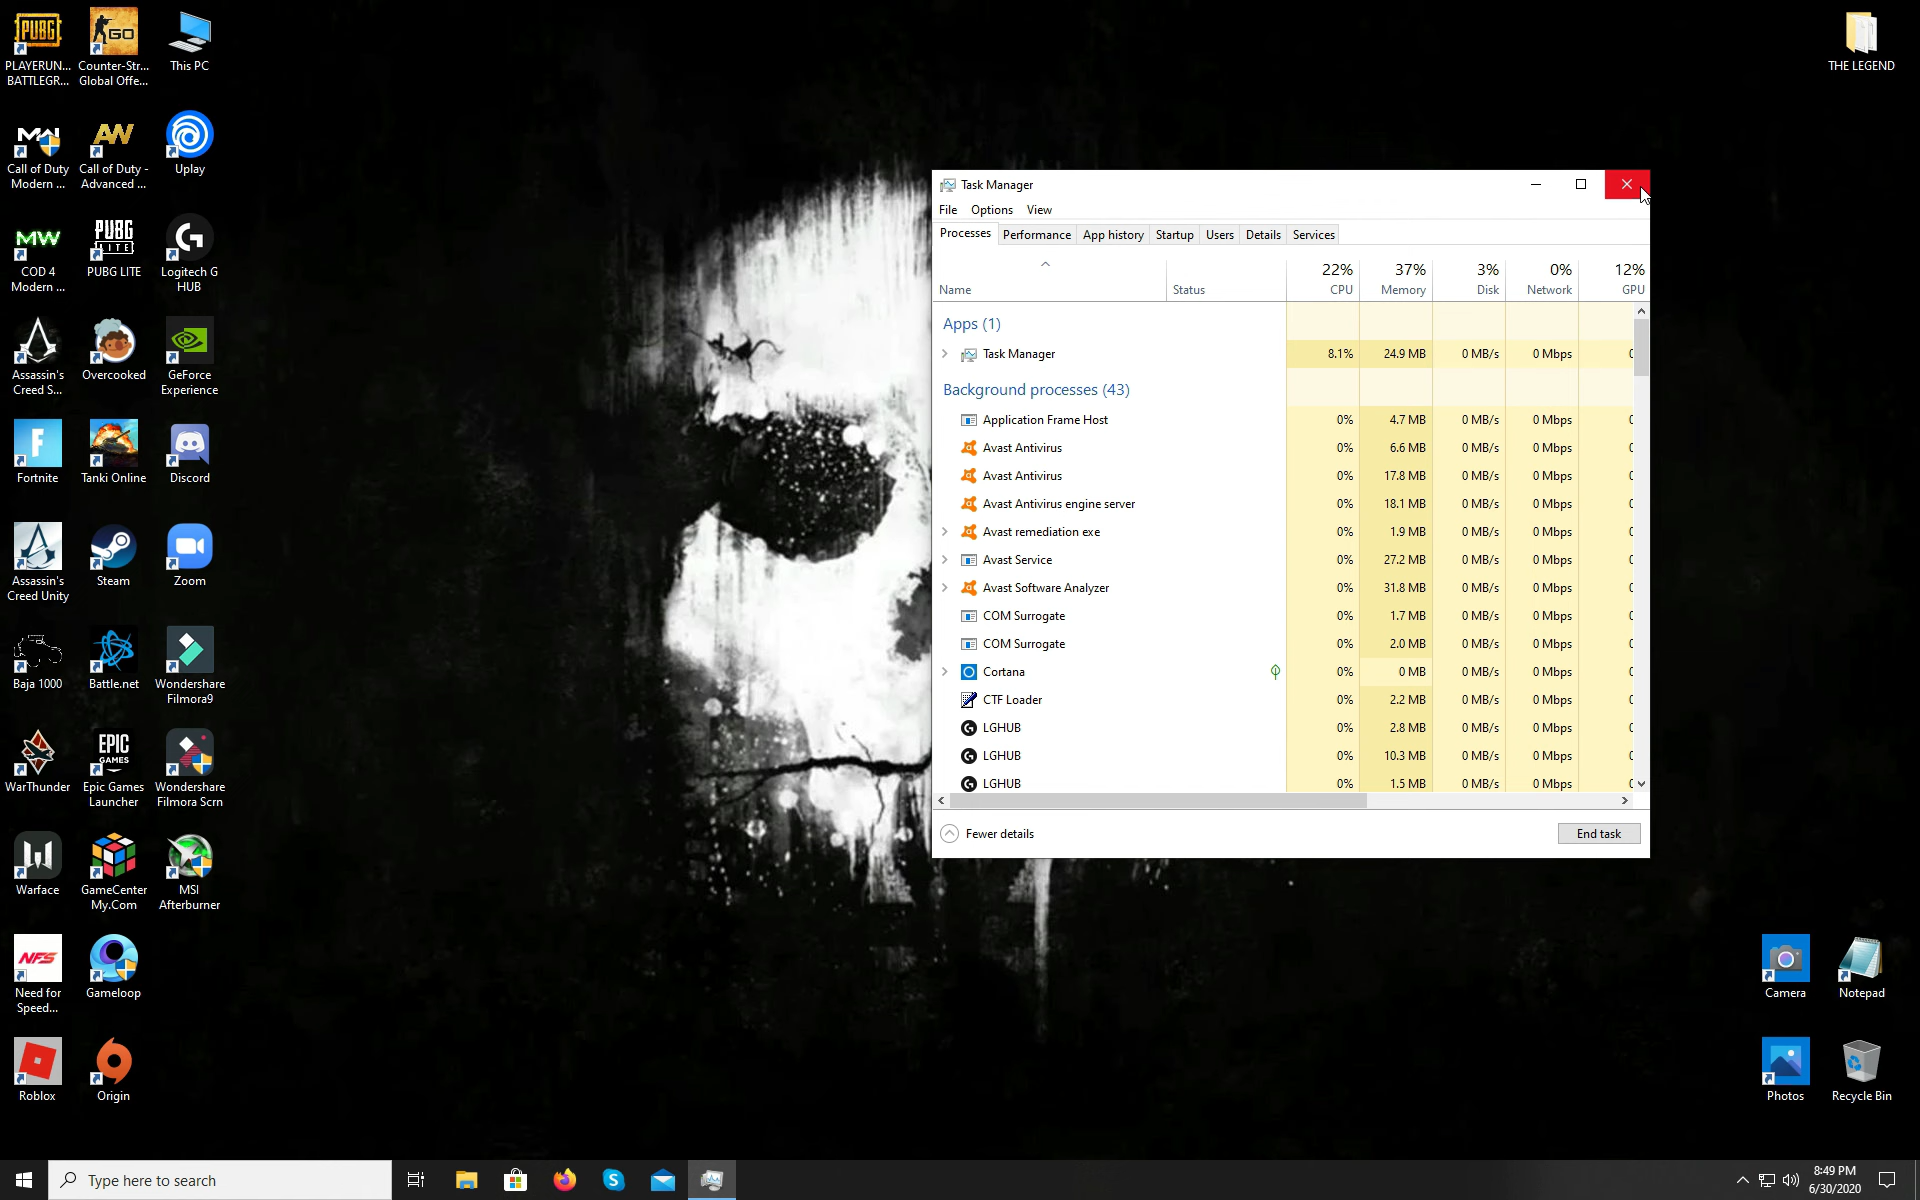 PLAYERUN...
BATTLEGR...
Counter-Str...
Global Offe...
This PC
THE LEGEND
Call of Duty
Modern ...
Call of Duty -
Advanced ...
Uplay
COD 4
Modern ...
PUBG LITE
Logitech G
HUB
Assassin's
Creed S...
Overcooked
GeForce
Experience
Fortnite
Tanki Online
Discord
Assassin's
Creed Unity
Steam
Zoom
Baja 1000
Battle.net
Wondershare
Filmora9
WarThunder
Epic Games
Launcher
Wondershare
Filmora Scrn
Warface
GameCenter
My.Com
MSI
Afterburner
Need for
Speed...
Gameloop
Roblox
Origin
PUBG
GO
MW
AW
MW
PUBG
LITE
EPIC
GAMES
NFS
Task Manager
File Options View
Processes Performance App history Startup Users Details Services
22% 37% 3% 0% 12%
Name Status CPU Memory Disk Network GPU
Apps (1)
Task Manager 8.1% 24.9 MB 0 MB/s 0 Mbps
Background processes (43)
Application Frame Host 0% 4.7 MB 0 MB/s 0 Mbps
Avast Antivirus 0% 6.6 MB 0 MB/s 0 Mbps
Avast Antivirus 0% 17.8 MB 0 MB/s 0 Mbps
Avast Antivirus engine server 0% 18.1 MB 0 MB/s 0 Mbps
Avast remediation exe 0% 1.9 MB 0 MB/s 0 Mbps
Avast Service 0% 27.2 MB 0 MB/s 0 Mbps
Avast Software Analyzer 0% 31.8 MB 0 MB/s 0 Mbps
COM Surrogate 0% 1.7 MB 0 MB/s 0 Mbps
COM Surrogate 0% 2.0 MB 0 MB/s 0 Mbps
Cortana 0% 0 MB 0 MB/s 0 Mbps
CTF Loader 0% 2.2 MB 0 MB/s 0 Mbps
LGHUB 0% 2.8 MB 0 MB/s 0 Mbps
LGHUB 0% 10.3 MB 0 MB/s 0 Mbps
LGHUB 0% 1.5 MB 0 MB/s 0 Mbps
Fewer details
End task
Camera
Notepad
Photos
Recycle Bin
Type here to search
8:49 PM
6/30/2020